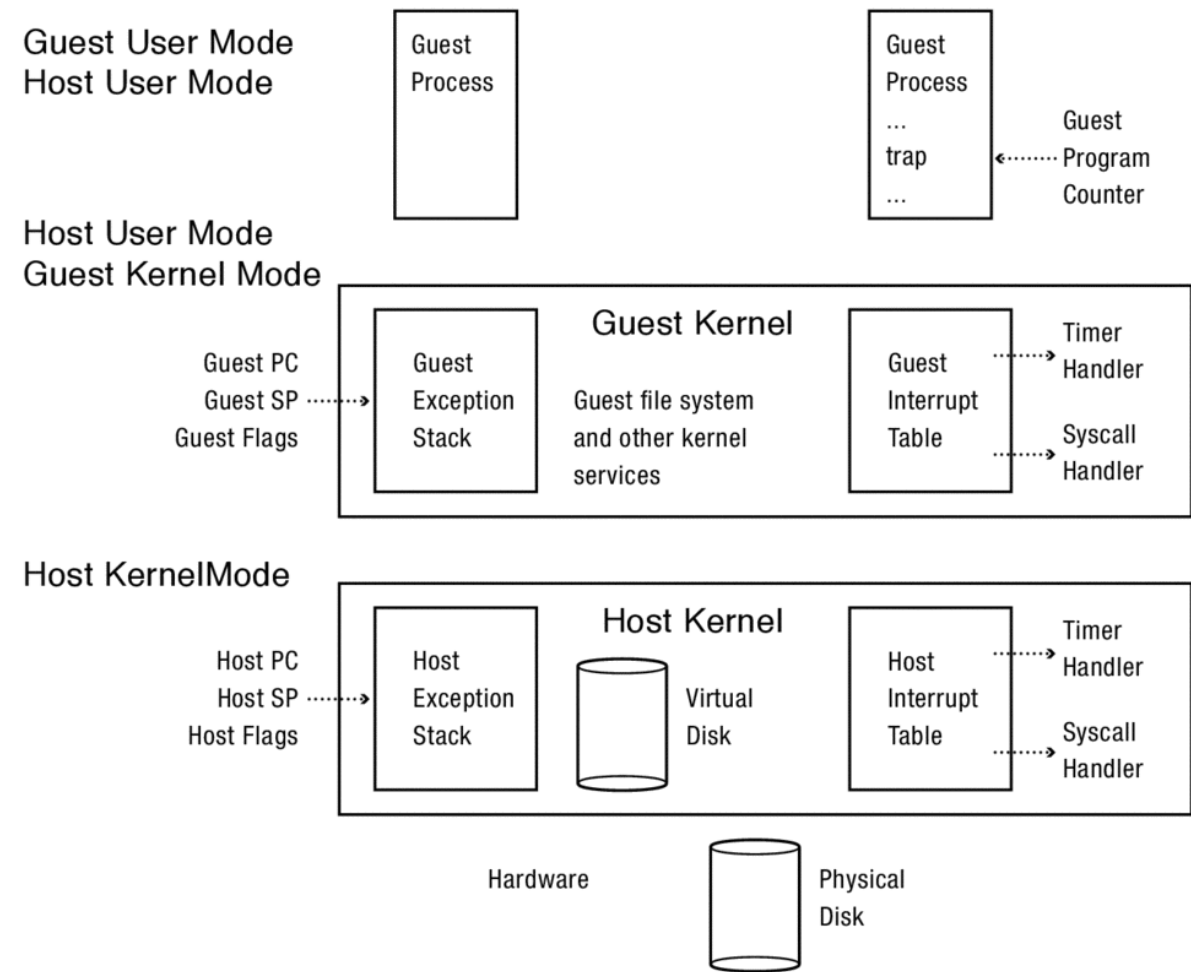 Guest User Mode
Host User Mode
Guest
Process
Guest
Process
...
trap
...
Guest
Program
Counter
Host User Mode
Guest Kernel Mode
Guest Kernel
Guest PC
Guest SP
Guest Flags
Guest
Exception
Stack
Guest file system
and other kernel
services
Guest
Interrupt
Table
Timer
Handler
Syscall
Handler
Host KernelMode
Host Kernel
Host PC
Host SP
Host Flags
Host
Exception
Stack
Virtual
Disk
Host
Interrupt
Table
Timer
Handler
Syscall
Handler
Hardware
Physical
Disk